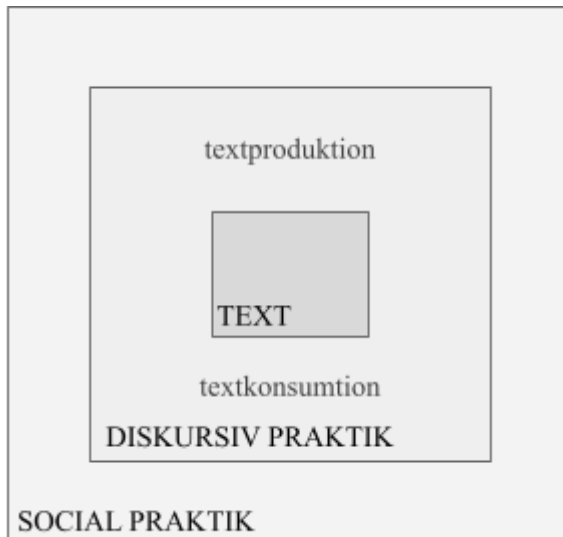 textproduktion
TEXT
textkonsumtion
DISKURSIV PRAKTIK
SOCIAL PRAKTIK